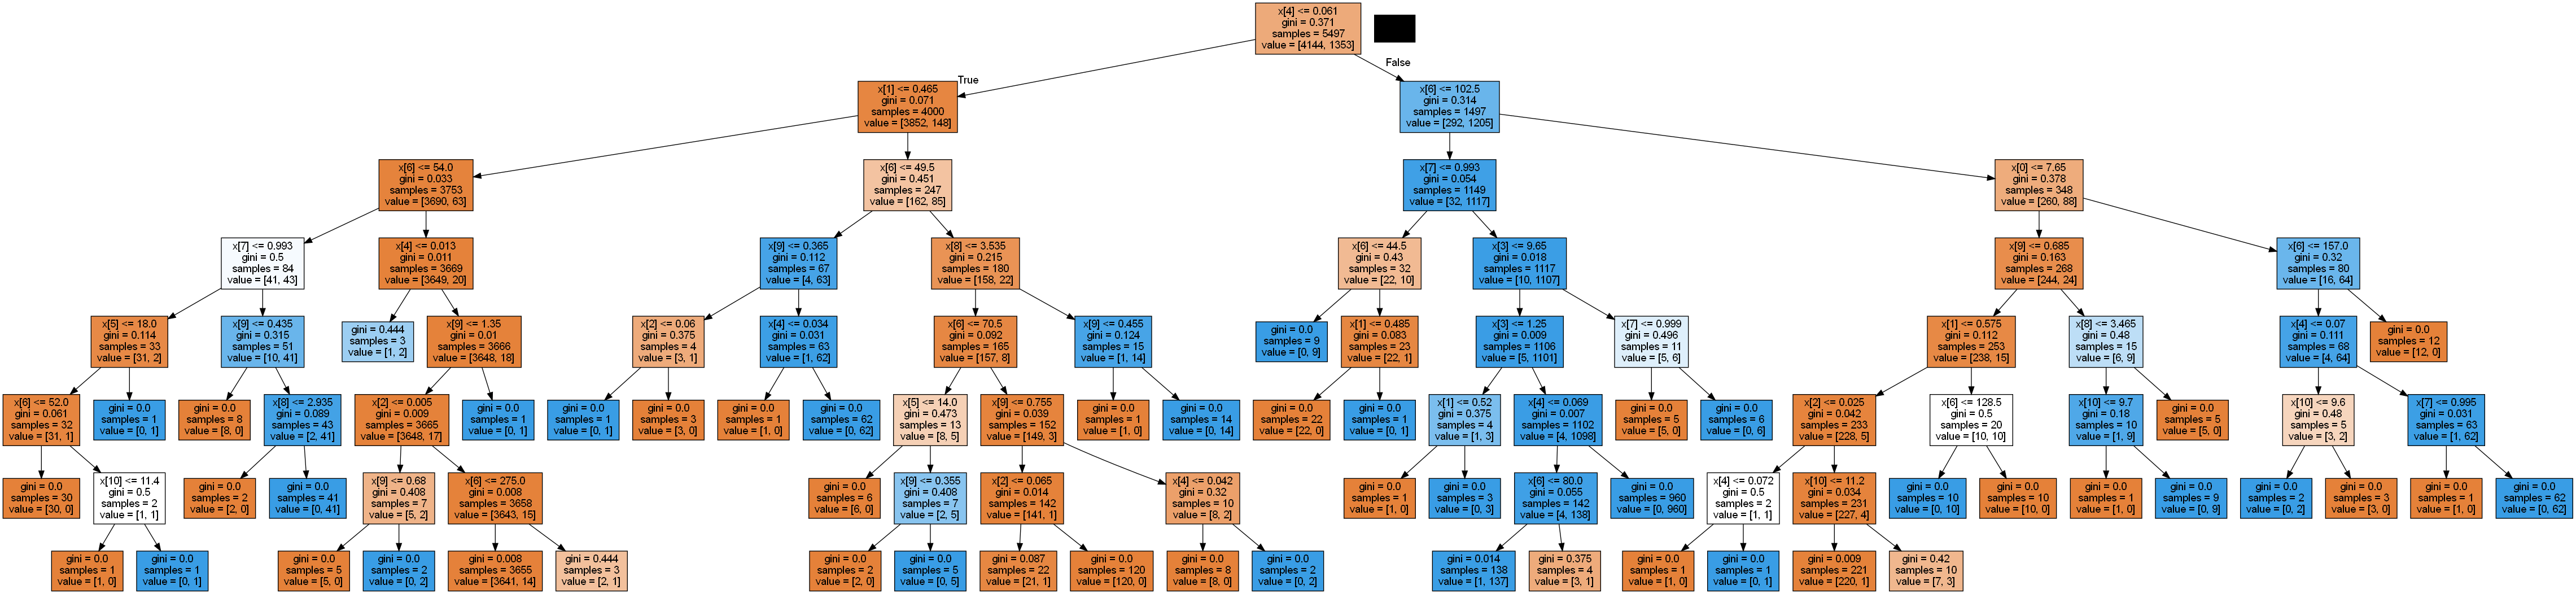 x[4] <= 0.061
gini = 0.371
samples = 5497
value = [4144, 1353]
True
False
x[1] <= 0.465
gini = 0.071
samples = 4000
value = [3852, 148]
x[6] <= 102.5
gini = 0.314
samples = 1497
value = [292, 1205]
x[6] <= 54.0
gini = 0.033
samples = 3753
value = [3690, 63]
x[6] <= 49.5
gini = 0.451
samples = 247
value = [162, 85]
x[7] <= 0.993
gini = 0.054
samples = 1149
value = [32, 1117]
x[0] <= 7.65
gini = 0.378
samples = 348
value = [260, 88]
x[7] <= 0.993
gini = 0.5
samples = 84
value = [41, 43]
x[4] <= 0.013
gini = 0.011
samples = 3669
value = [3649, 20]
x[9] <= 0.365
gini = 0.112
samples = 67
value = [4, 63]
x[8] <= 3.535
gini = 0.215
samples = 180
value = [158, 22]
x[6] <= 44.5
gini = 0.43
samples = 32
value = [22, 10]
x[3] <= 9.65
gini = 0.018
samples = 1117
value = [10, 1107]
x[9] <= 0.685
gini = 0.163
samples = 268
value = [244, 24]
x[6] <= 157.0
gini = 0.32
samples = 80
value = [16, 64]
x[5] <= 18.0
gini = 0.114
samples = 33
value = [31, 2]
x[9] <= 0.435
gini = 0.315
samples = 51
value = [10, 41]
gini = 0.444
samples = 3
value = [1, 2]
x[9] <= 1.35
gini = 0.01
samples = 3666
value = [3648, 18]
x[2] <= 0.06
gini = 0.375
samples = 4
value = [3, 1]
x[4] <= 0.034
gini = 0.031
samples = 63
value = [1, 62]
x[6] <= 70.5
gini = 0.092
samples = 165
value = [157, 8]
x[9] <= 0.455
gini = 0.124
samples = 15
value = [1, 14]
gini = 0.0
samples = 9
value = [0, 9]
x[1] <= 0.485
gini = 0.083
samples = 23
value = [22, 1]
x[3] <= 1.25
gini = 0.009
samples = 1106
value = [5, 1101]
x[7] <= 0.999
gini = 0.496
samples = 11
value = [5, 6]
x[1] <= 0.575
gini = 0.112
samples = 253
value = [238, 15]
x[8] <= 3.465
gini = 0.48
samples = 15
value = [6, 9]
x[4] <= 0.07
gini = 0.111
samples = 68
value = [4, 64]
gini = 0.0
samples = 12
value = [12, 0]
x[6] <= 52.0
gini = 0.061
samples = 32
value = [31, 1]
gini = 0.0
samples = 1
value = [0, 1]
gini = 0.0
samples = 8
value = [8, 0]
x[8] <= 2.935
gini = 0.089
samples = 43
value = [2, 41]
x[2] <= 0.005
gini = 0.009
samples = 3665
value = [3648, 17]
gini = 0.0
samples = 1
value = [0, 1]
gini = 0.0
samples = 1
value = [0, 1]
gini = 0.0
samples = 3
value = [3, 0]
gini = 0.0
samples = 1
value = [1, 0]
gini = 0.0
samples = 62
value = [0, 62]
x[5] <= 14.0
gini = 0.473
samples = 13
value = [8, 5]
x[9] <= 0.755
gini = 0.039
samples = 152
value = [149, 3]
gini = 0.0
samples = 1
value = [1, 0]
gini = 0.0
samples = 14
value = [0, 14]
gini = 0.0
samples = 22
value = [22, 0]
gini = 0.0
samples = 1
value = [0, 1]
x[1] <= 0.52
gini = 0.375
samples = 4
value = [1, 3]
x[4] <= 0.069
gini = 0.007
samples = 1102
value = [4, 1098]
gini = 0.0
samples = 5
value = [5, 0]
gini = 0.0
samples = 6
value = [0, 6]
x[2] <= 0.025
gini = 0.042
samples = 233
value = [228, 5]
x[6] <= 128.5
gini = 0.5
samples = 20
value = [10, 10]
x[10] <= 9.7
gini = 0.18
samples = 10
value = [1, 9]
gini = 0.0
samples = 5
value = [5, 0]
x[10] <= 9.6
gini = 0.48
samples = 5
value = [3, 2]
x[7] <= 0.995
gini = 0.031
samples = 63
value = [1, 62]
gini = 0.0
samples = 30
value = [30, 0]
x[10] <= 11.4
gini = 0.5
samples = 2
value = [1, 1]
gini = 0.0
samples = 2
value = [2, 0]
gini = 0.0
samples = 41
value = [0, 41]
x[9] <= 0.68
gini = 0.408
samples = 7
value = [5, 2]
x[6] <= 275.0
gini = 0.008
samples = 3658
value = [3643, 15]
gini = 0.0
samples = 6
value = [6, 0]
x[9] <= 0.355
gini = 0.408
samples = 7
value = [2, 5]
x[2] <= 0.065
gini = 0.014
samples = 142
value = [141, 1]
x[4] <= 0.042
gini = 0.32
samples = 10
value = [8, 2]
gini = 0.0
samples = 1
value = [1, 0]
gini = 0.0
samples = 3
value = [0, 3]
x[6] <= 80.0
gini = 0.055
samples = 142
value = [4, 138]
gini = 0.0
samples = 960
value = [0, 960]
x[4] <= 0.072
gini = 0.5
samples = 2
value = [1, 1]
x[10] <= 11.2
gini = 0.034
samples = 231
value = [227, 4]
gini = 0.0
samples = 10
value = [0, 10]
gini = 0.0
samples = 10
value = [10, 0]
gini = 0.0
samples = 1
value = [1, 0]
gini = 0.0
samples = 9
value = [0, 9]
gini = 0.0
samples = 2
value = [0, 2]
gini = 0.0
samples = 3
value = [3, 0]
gini = 0.0
samples = 1
value = [1, 0]
gini = 0.0
samples = 62
value = [0, 62]
gini = 0.0
samples = 1
value = [1, 0]
gini = 0.0
samples = 1
value = [0, 1]
gini = 0.0
samples = 5
value = [5, 0]
gini = 0.0
samples = 2
value = [0, 2]
gini = 0.008
samples = 3655
value = [3641, 14]
gini = 0.444
samples = 3
value = [2, 1]
gini = 0.0
samples = 2
value = [2, 0]
gini = 0.0
samples = 5
value = [0, 5]
gini = 0.087
samples = 22
value = [21, 1]
gini = 0.0
samples = 120
value = [120, 0]
gini = 0.0
samples = 8
value = [8, 0]
gini = 0.0
samples = 2
value = [0, 2]
gini = 0.014
samples = 138
value = [1, 137]
gini = 0.375
samples = 4
value = [3, 1]
gini = 0.0
samples = 1
value = [1, 0]
gini = 0.0
samples = 1
value = [0, 1]
gini = 0.009
samples = 221
value = [220, 1]
gini = 0.42
samples = 10
value = [7, 3]